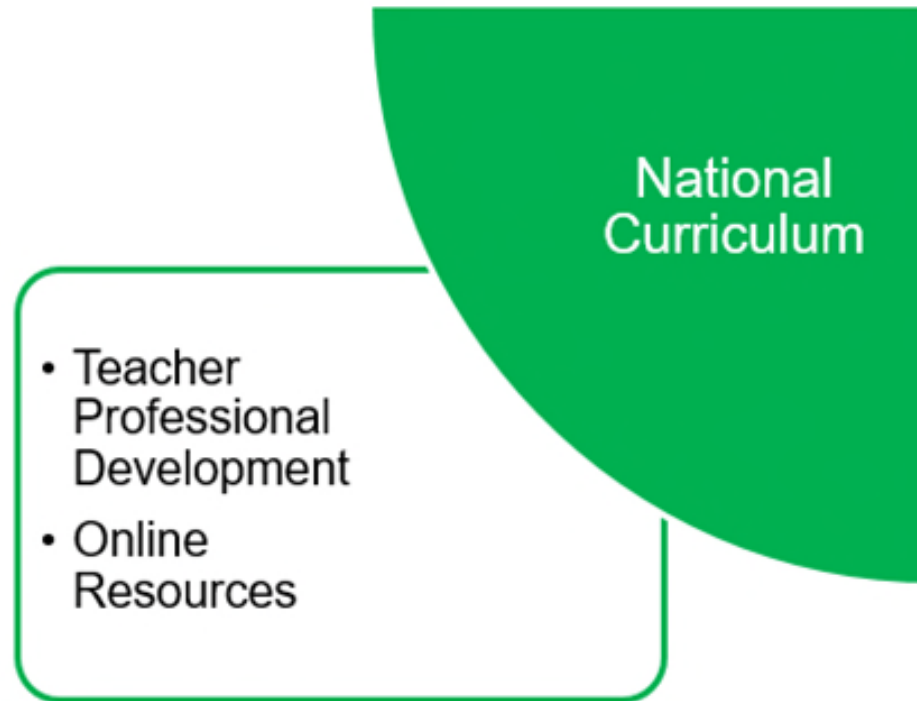 National
Curriculum
• Teacher
Professional
Development
• Online
Resources